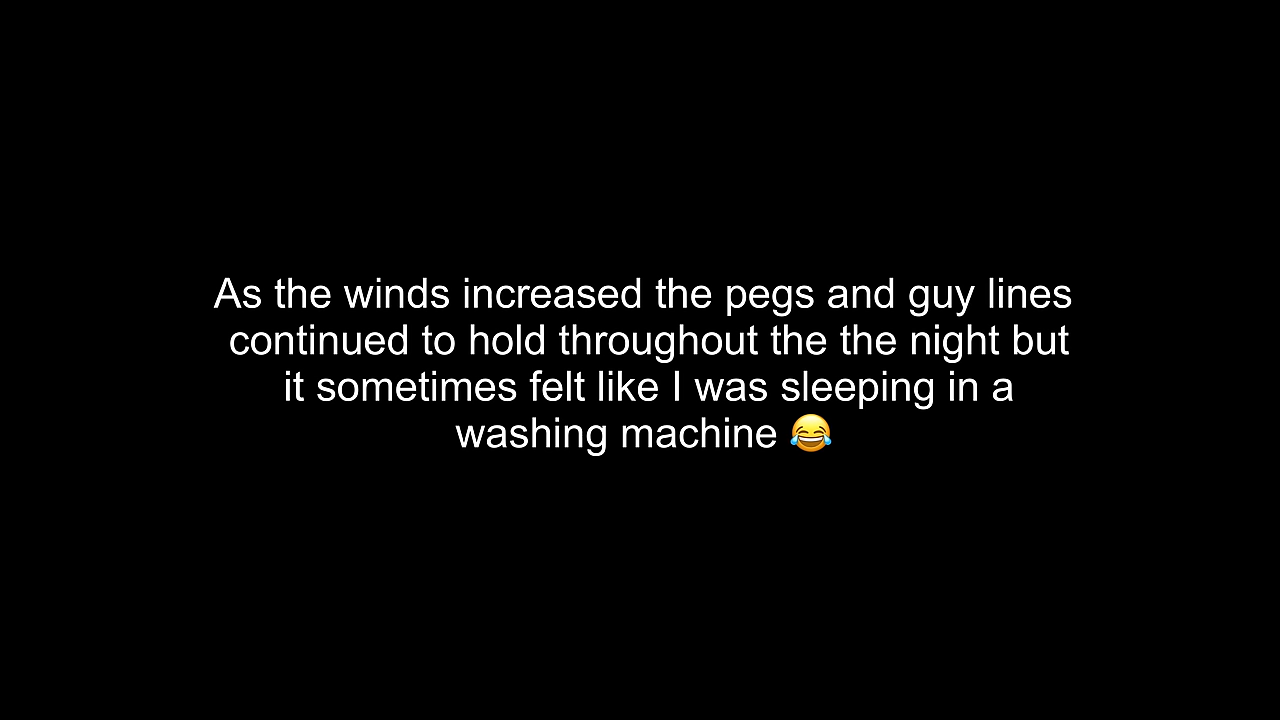 As the winds increased the pegs and guy lines
continued to hold throughout the the night but
it sometimes felt like I was sleeping in a
washing machine 😂